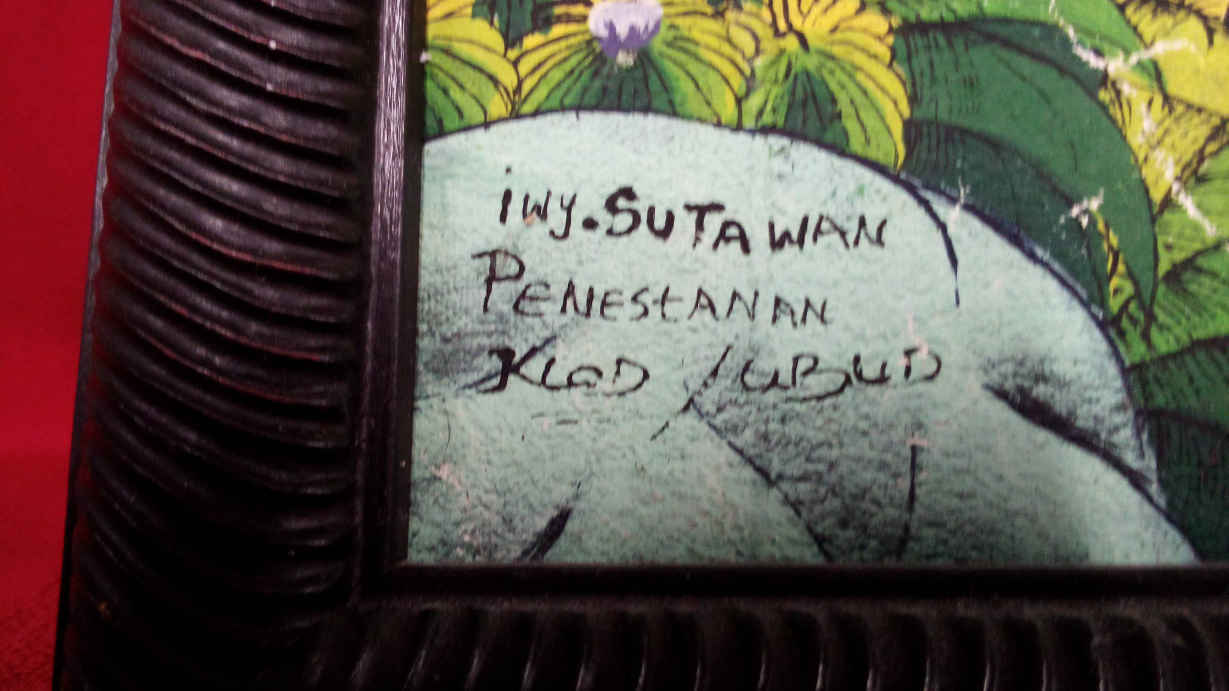 iwy.SUTAWAN
PENEStANAN
KLOD / UBUD